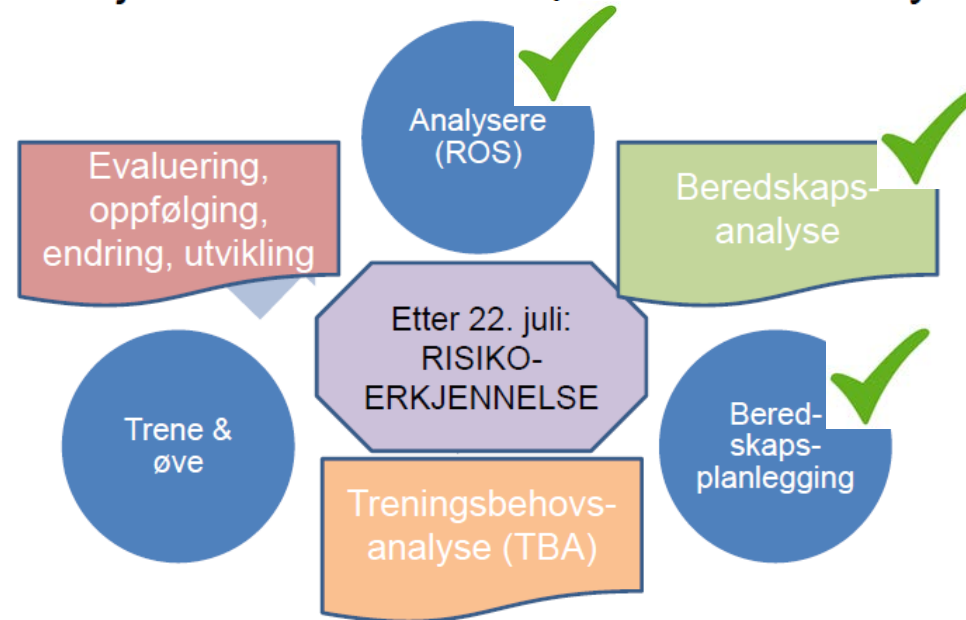 Analysere
(ROS)
Evaluering,
oppfølging,
endring, utvikling
Beredskaps-
analyse
Etter 22. juli:
RISIKO-
ERKJENNELSE
Trene &
øve
Bered-
skaps-
planlegging
Treningsbehovs-
analyse (TBA)